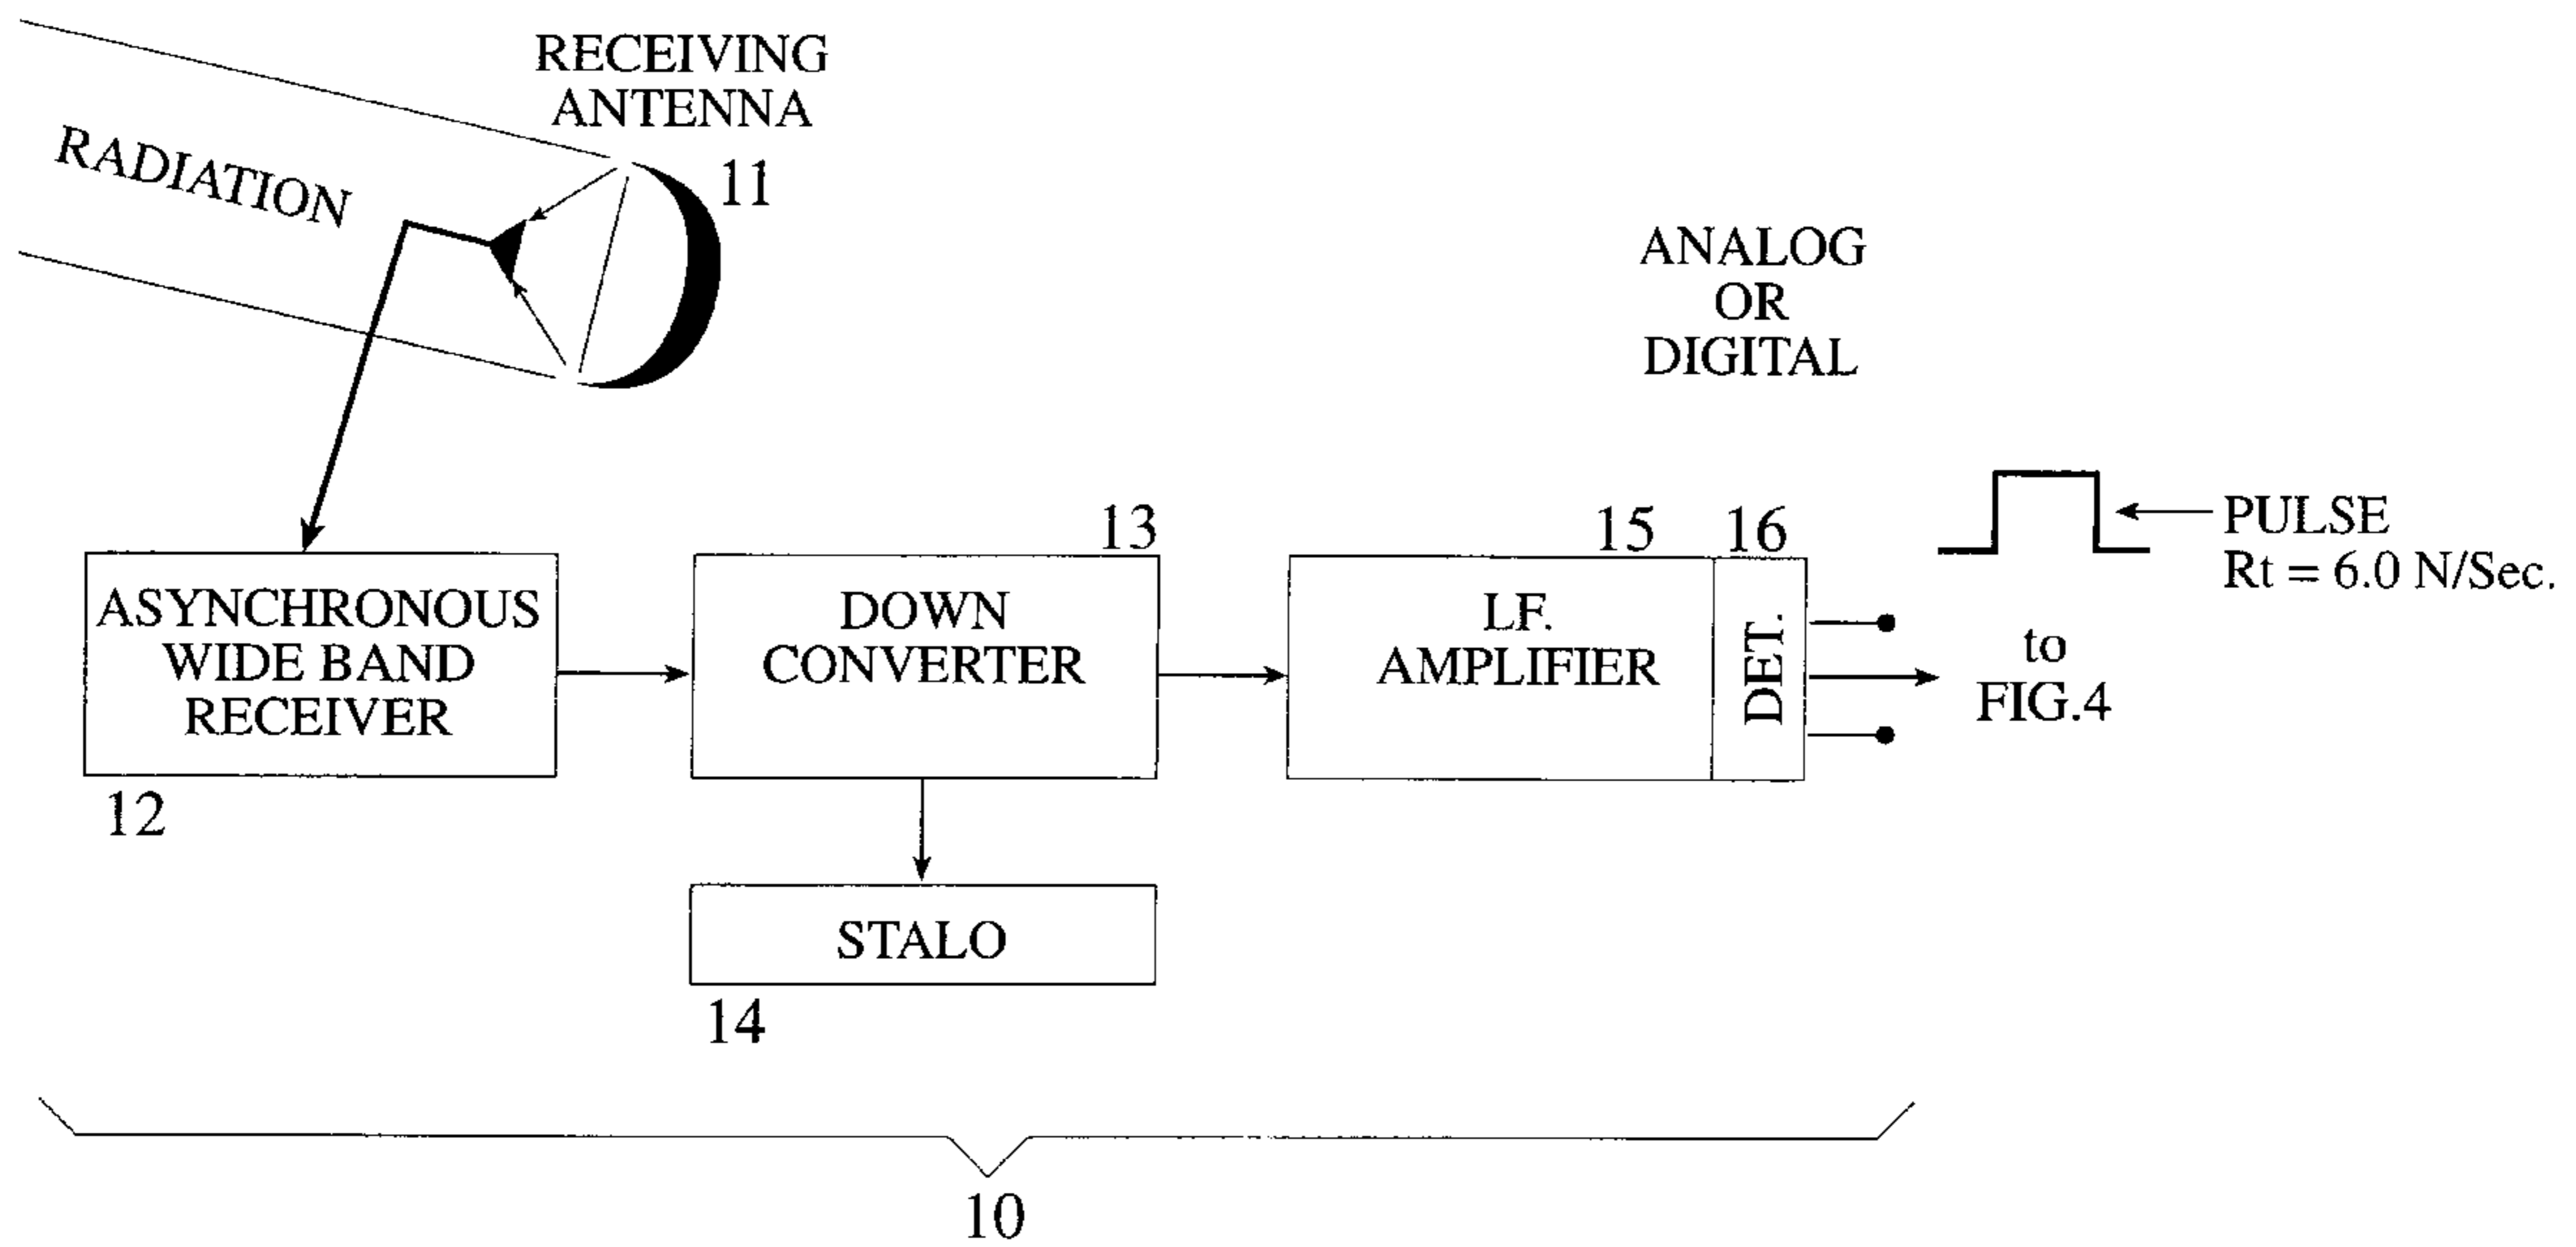 RECEIVING
ANTENNA
11
RADIATION
ANALOG
OR
DIGITAL
PULSE
Rt = 6.0 N/Sec.
13
15
16
ASYNCHRONOUS
WIDE BAND
RECEIVER
12
DOWN
CONVERTER
I.F.
AMPLIFIER
DET.
to
FIG.4
STALO
14
10